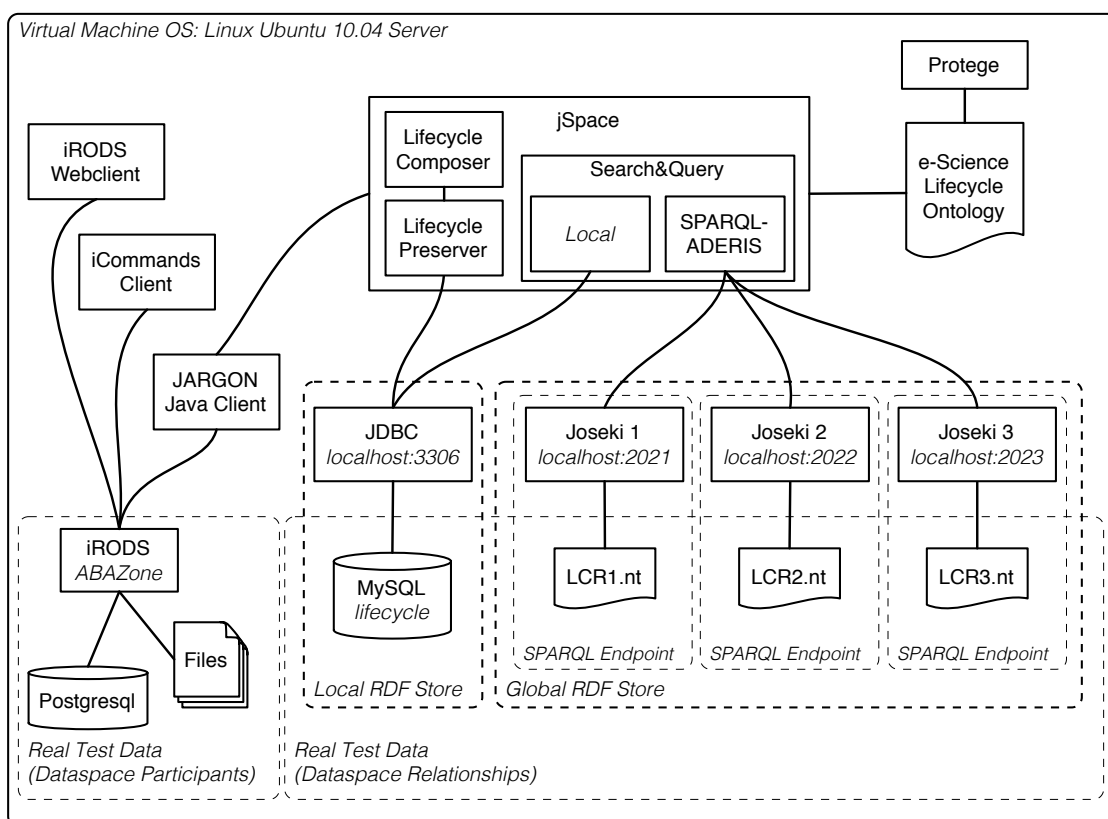 Virtual Machine OS: Linux Ubuntu 10.04 Server
Protege
jSpace
Lifecycle
Composer
iRODS
Webclient
e-Science
Lifecycle
Ontology
Search&Query
Lifecycle
Preserver
Local
SPARQL-
ADERIS
iCommands
Client
JARGON
Java Client
JDBC
localhost:3306
Joseki 1
localhost:2021
Joseki 2
localhost:2022
Joseki 3
localhost:2023
iRODS
ABAZone
MySQL
lifecycle
LCR1.nt
LCR2.nt
LCR3.nt
Files
Postgresql
SPARQL Endpoint
SPARQL Endpoint
SPARQL Endpoint
Local RDF Store
Global RDF Store
Real Test Data
(Dataspace Participants)
Real Test Data
(Dataspace Relationships)